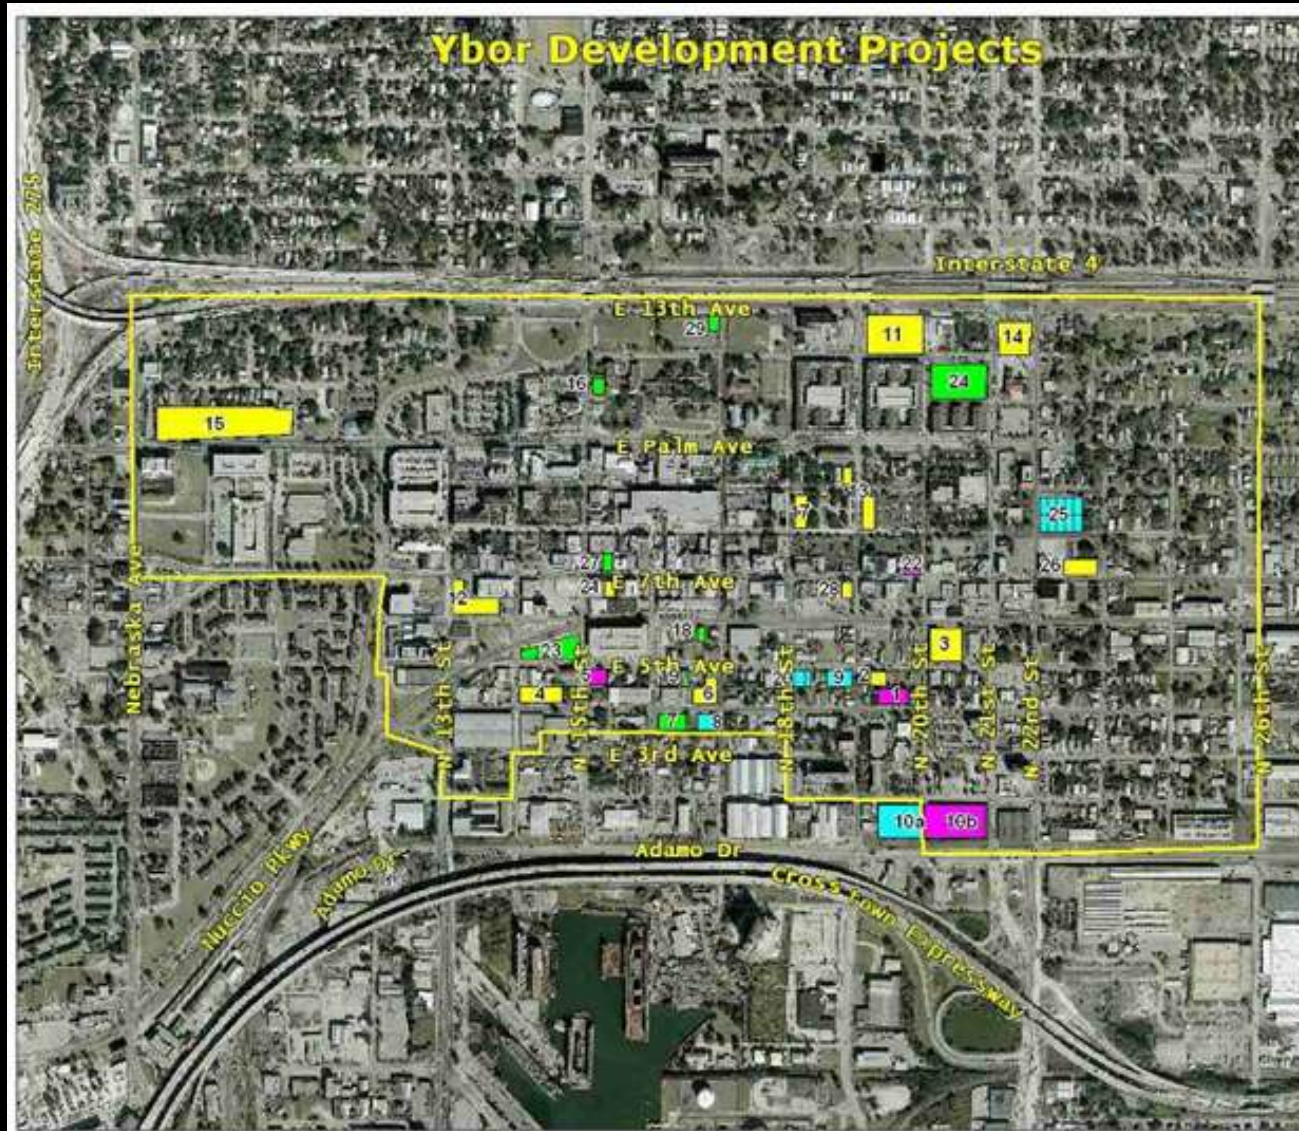 Ybor Development Projects
Interstate 275
Interstate 4
E 13th Ave
29
11
14
16
24
15
E Palm Ave
7
25
27
22
26
Nebraska Ave
E 7th Ave
21
28
2
18
23
3
E 5th Ave
4
6
9
2
1
7
8
N 13th St
N 15th St
N 18th St
N 20th St
N 21st St
N 22nd St
N 26th St
E 3rd Ave
10a
10b
Adamo Dr
Nuccio Pkwy
Adamo Dr
Cross town Expressway